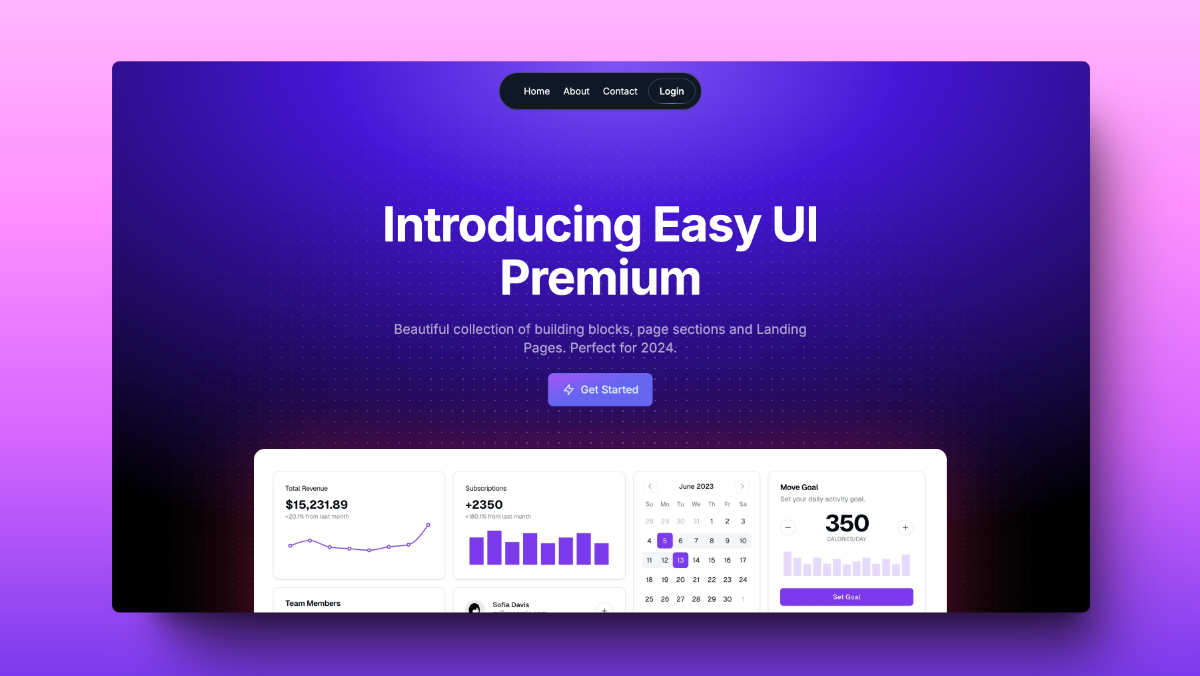 Home About Contact Login
Introducing Easy UI
Premium
Beautiful collection of building blocks, page sections and Landing
Pages. Perfect for 2024.
Get Started
Total Revenue
$15,231.89
+20.1% from last month
Subscriptions
+2350
+180.1% from last month
June 2023
Su Mo Tu We Th Fr Sa
28 29 30 31 1 2 3
4 5 6 7 8 9 10
11 12 13 14 15 16 17
18 19 20 21 22 23 24
25 26 27 28 29 30 1
Move Goal
Set your daily activity goal.
350
CALORIES/DAY
Set Goal
Team Members
Sofia Davis